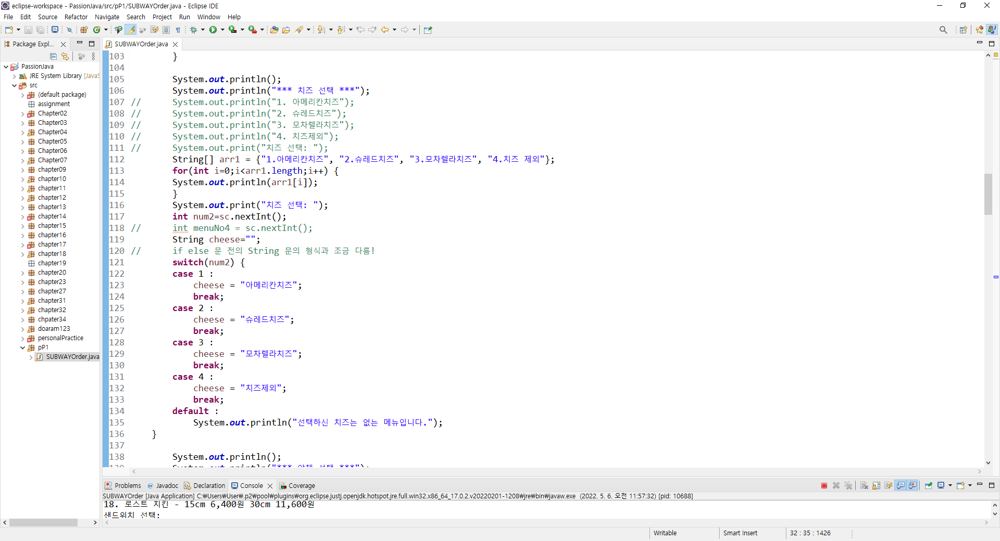 eclipse-workspace - PassionJava/src/pP1/SUBWAYOrder.java - Eclipse IDE
File Edit Source Refactor Navigate Search Project Run Window Help
Package Expl...
SUBWAYOrder.java
PassionJava
JRE System Library [JavaS
src
(default package)
assignment
Chapter02
Chapter03
Chapter04
Chapter05
Chapter06
Chapter07
chapter09
chapter10
chapter11
chapter12
chapter13
chapter14
chapter15
chapter16
chapter17
chapter18
chapter19
chapter20
chapter23
chapter27
chapter31
chapter32
chpater34
doaram123
personalPractice
pP1
SUBWAYOrder.java
103 }
104
105 System.out.println();
106 System.out.println("*** 치즈 선택 ***");
107 // System.out.println("1. 아메리칸치즈");
108 // System.out.println("2. 슈레드치즈");
109 // System.out.println("3. 모차렐라치즈");
110 // System.out.println("4. 치즈제외");
111 // System.out.print("치즈 선택: ");
112 String[] arr1 = {"1.아메리칸치즈", "2.슈레드치즈", "3.모차렐라치즈", "4.치즈 제외"};
113 for(int i=0;i<arr1.length;i++) {
114 System.out.println(arr1[i]);
115 }
116 System.out.print("치즈 선택: ");
117 int num2=sc.nextInt();
118 // int menuNo4 = sc.nextInt();
119 String cheese="";
120 // if else 문 전의 String 문의 형식과 조금 다름!
121 switch(num2) {
122 case 1 :
123 cheese = "아메리칸치즈";
124 break;
125 case 2 :
126 cheese = "슈레드치즈";
127 break;
128 case 3 :
129 cheese = "모차렐라치즈";
130 break;
131 case 4 :
132 cheese = "치즈제외";
133 break;
134 default :
135 System.out.println("선택하신 치즈는 없는 메뉴입니다.");
136 }
137
138 System.out.println();
139 System.out.println("*** 야채 선택 ***");
Problems Javadoc Declaration Console Coverage
SUBWAYOrder [Java Application] C:₩Users₩User₩.p2₩pool₩plugins₩org.eclipse.justj.openjdk.hotspot.jre.full.win32.x86_64_17.0.2.v20220201-1208₩jre₩bin₩javaw.exe (2022. 5. 6. 오전 11:57:32) [pid: 10688]
18. 로스트 치킨 - 15cm 6,400원 30cm 11,600원
샌드위치 선택:
Writable Smart Insert 32 : 35 : 1426